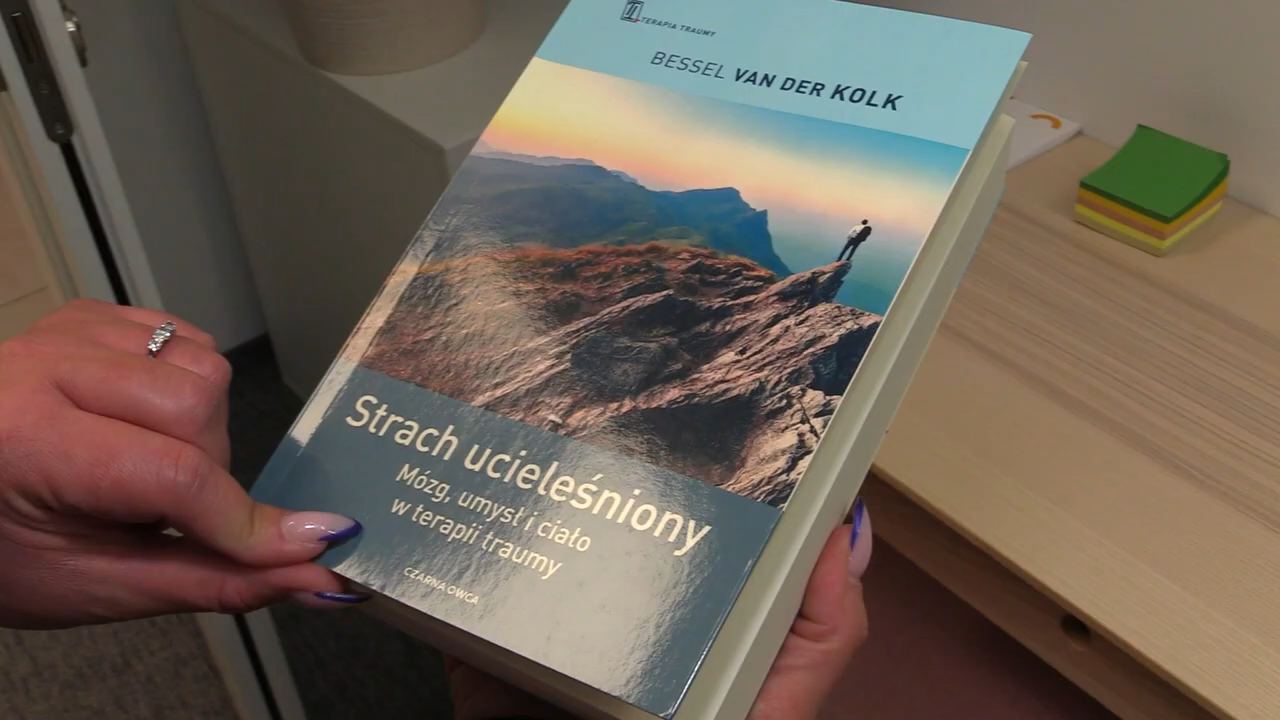 TERAPIA TRAUMY
BESSEL VAN DER KOLK
Strach ucieleśniony
Mózg, umysł i ciało
w terapii traumy
CZARNA OWCA